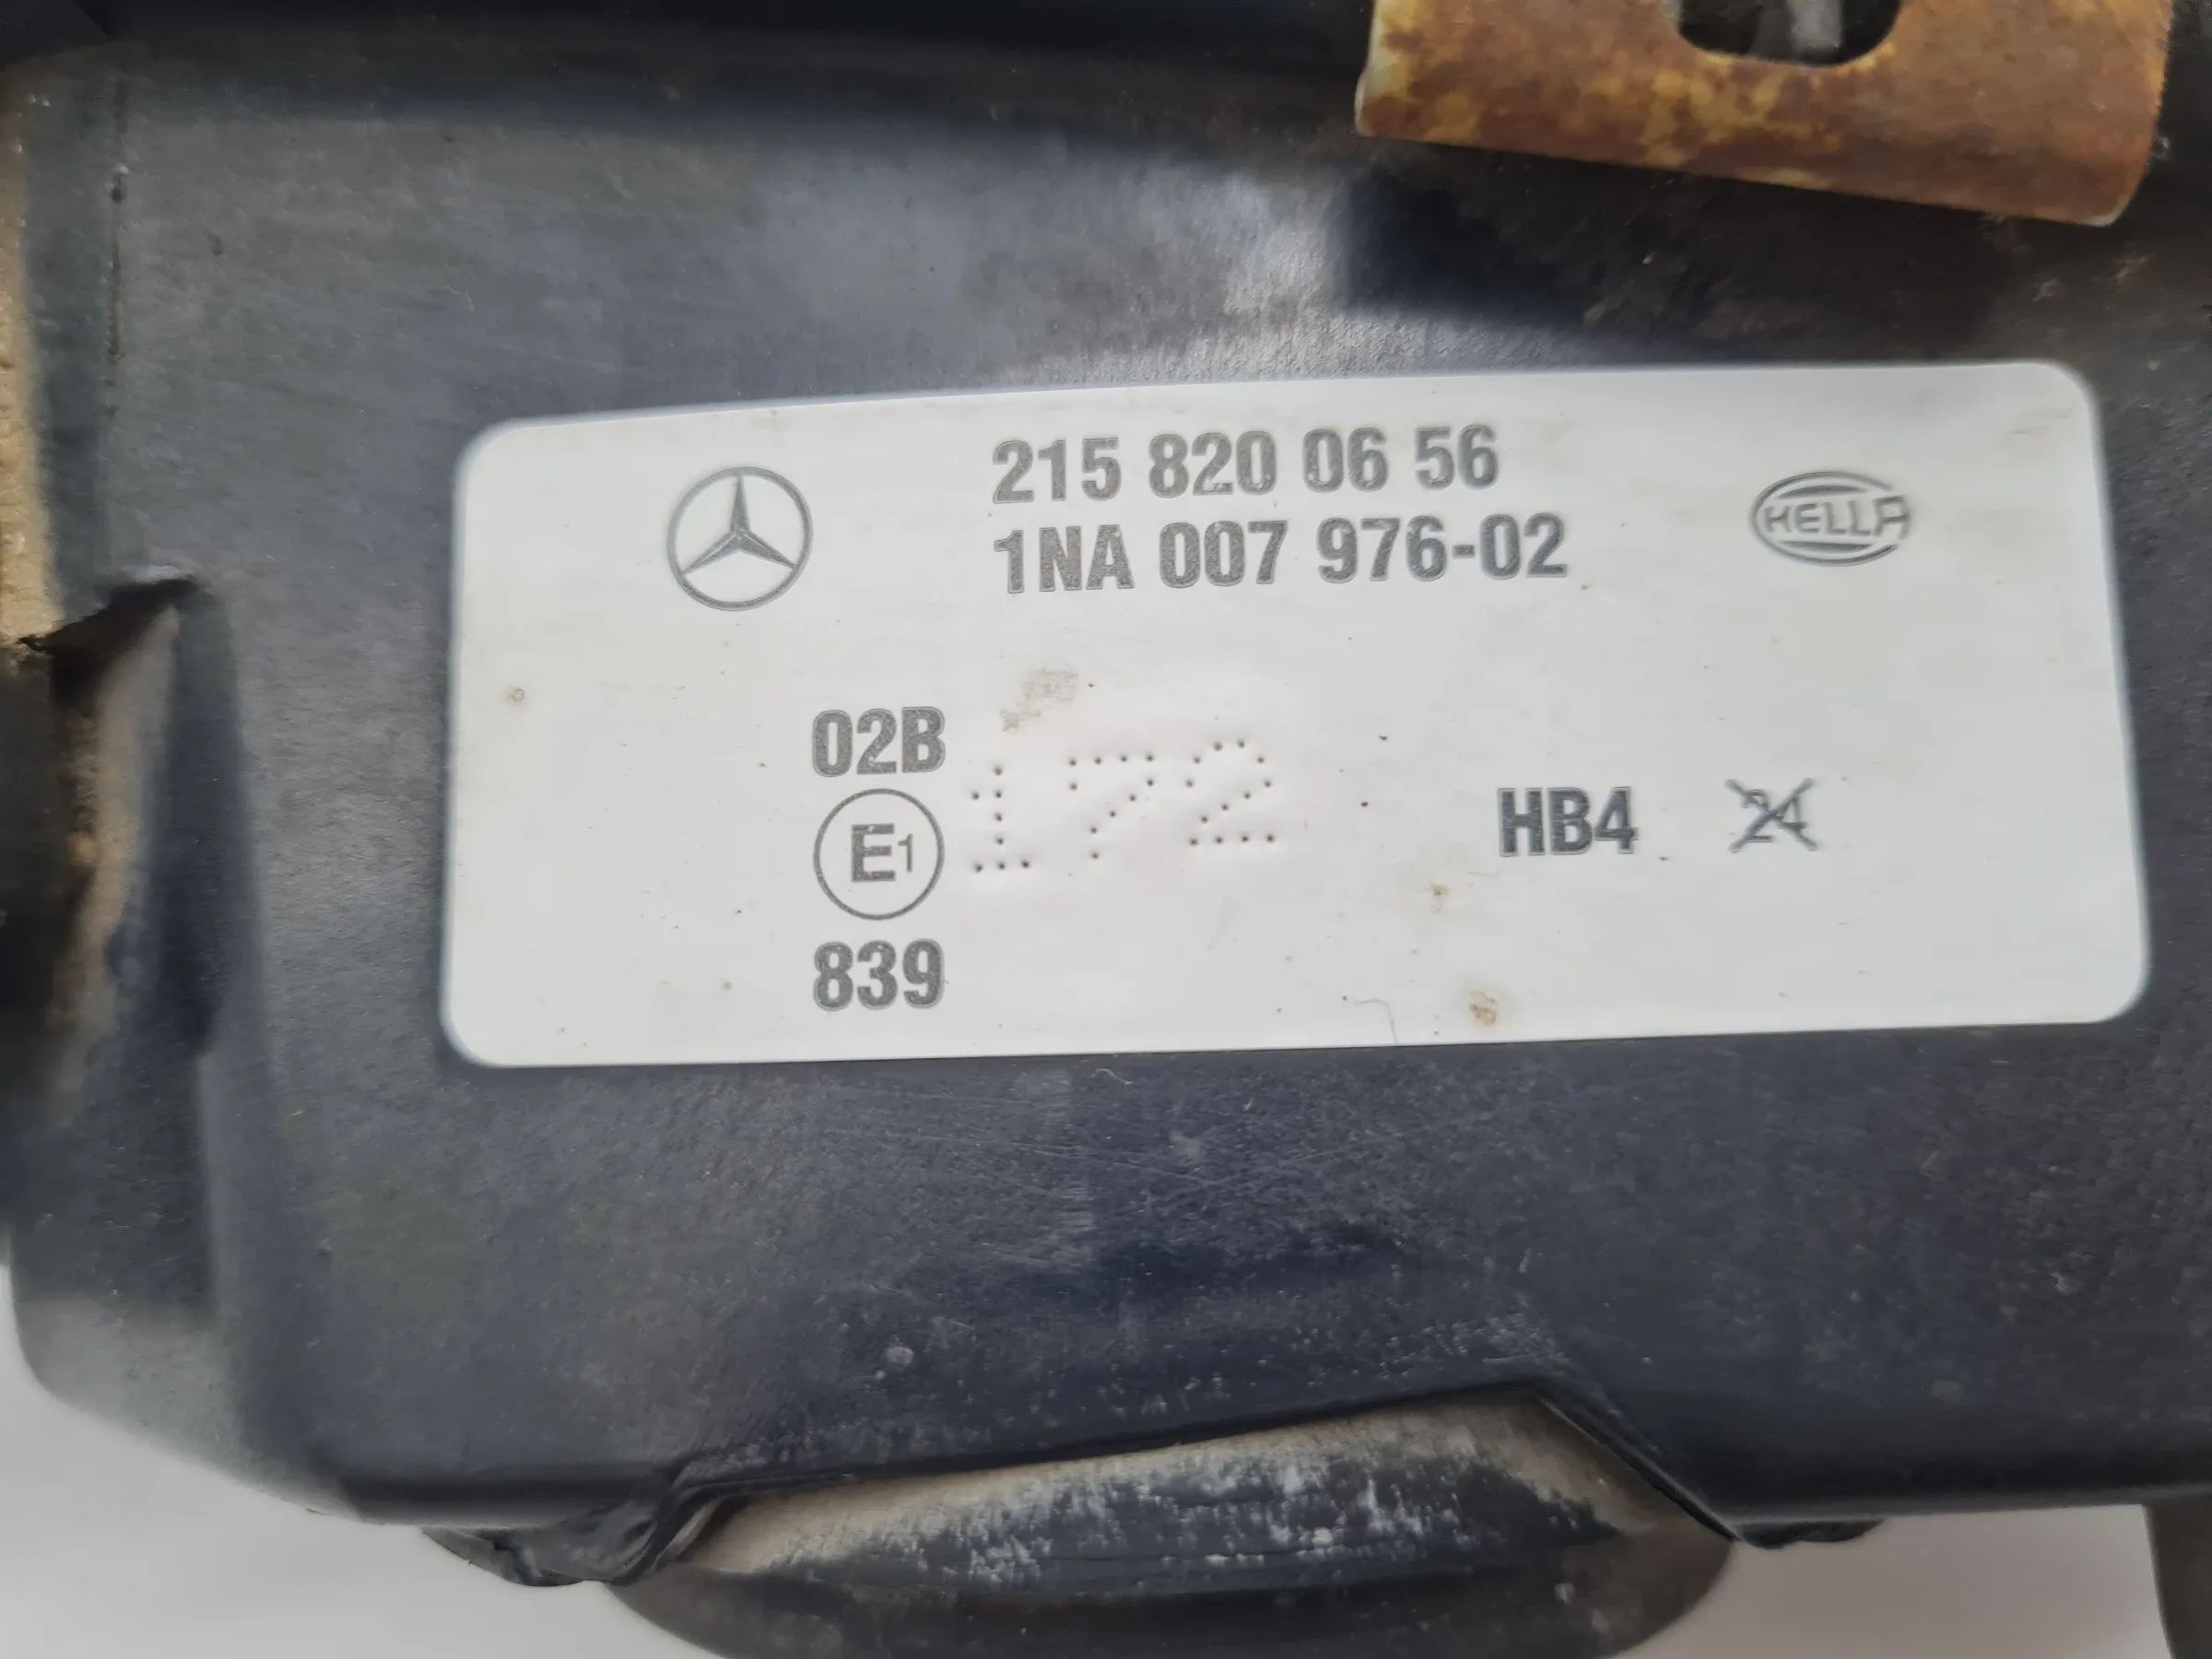 215 820 06 56
1NA 007 976-02
HELLA
02B
172
E1
HB4
24
839